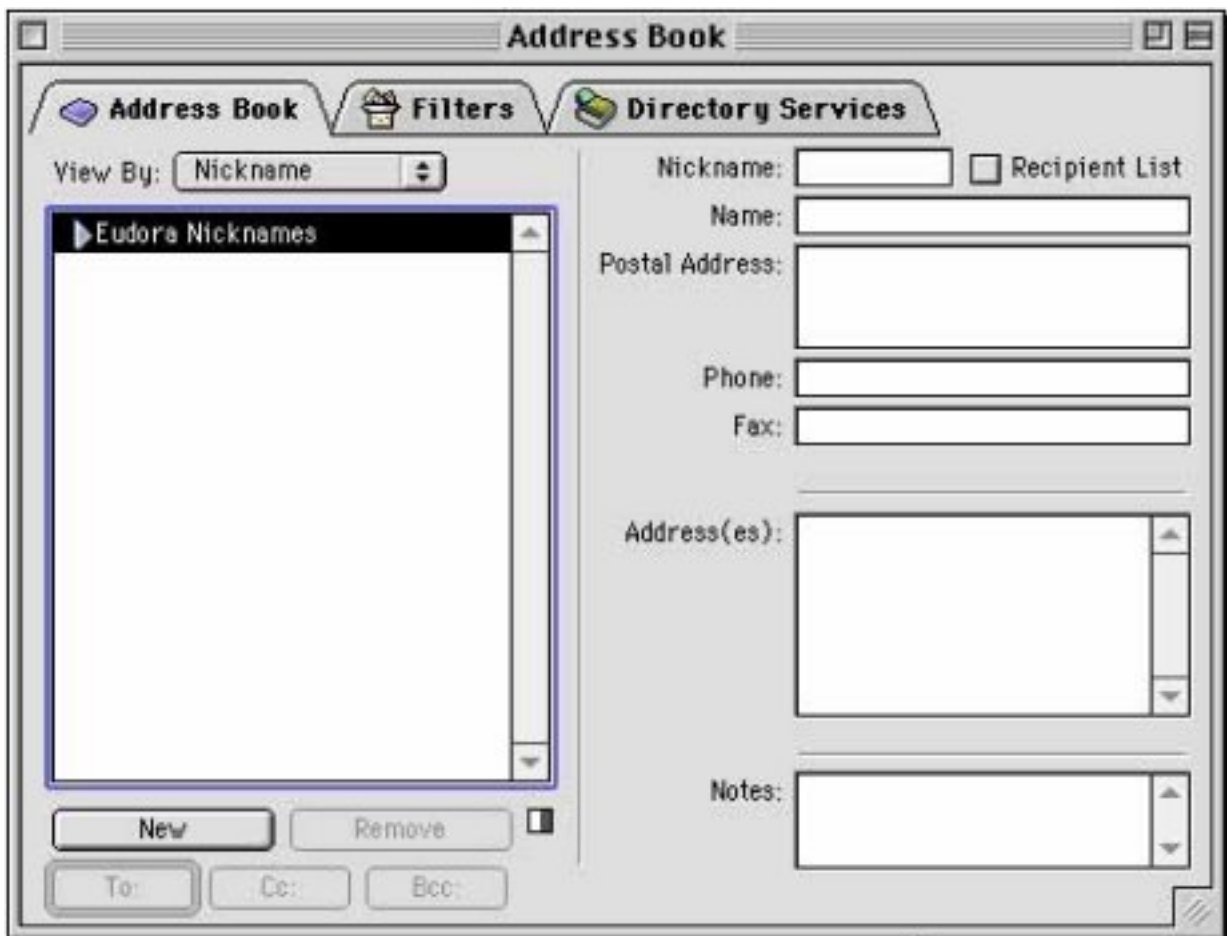 Address Book
Address Book
Filters
Directory Services
View By: Nickname
Eudora Nicknames
New
Remove
To:
Cc:
Bcc:
Nickname:
Recipient List
Name:
Postal Address:
Phone:
Fax:
Address(es):
Notes: